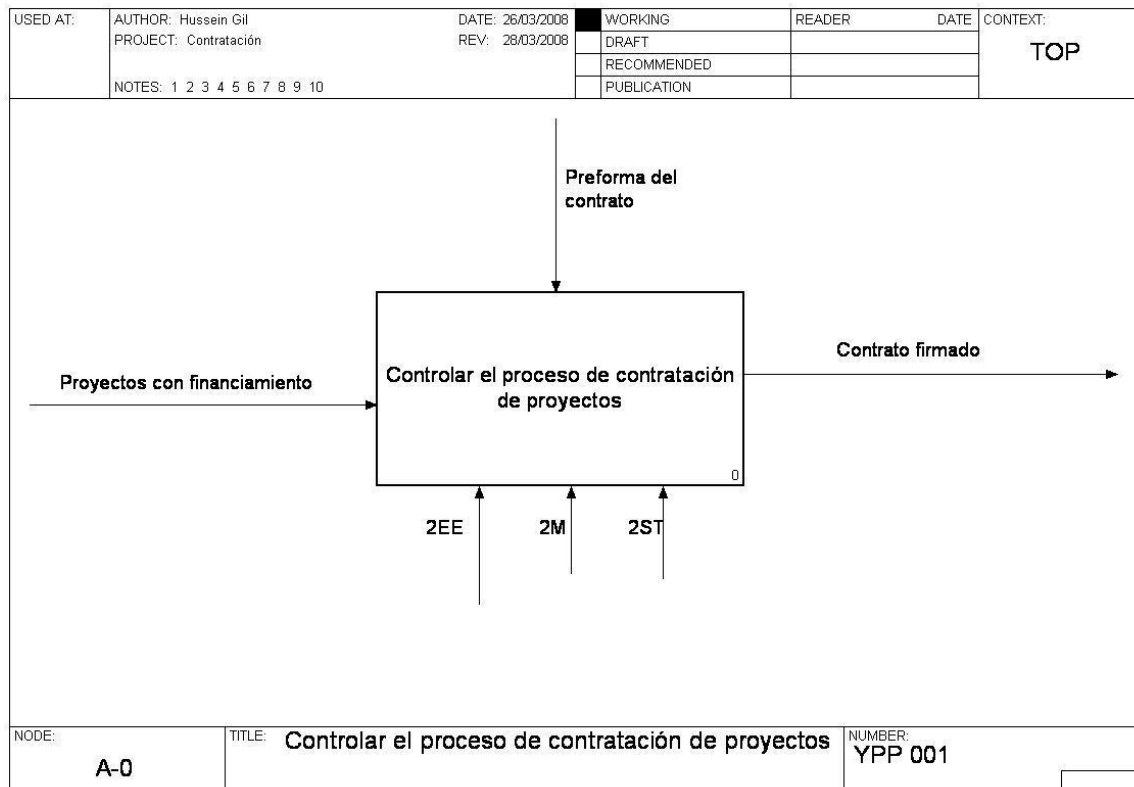 USED AT:
AUTHOR: Hussein Gil
DATE: 26/03/2008
PROJECT: Contratación
REV: 28/03/2008
NOTES: 1 2 3 4 5 6 7 8 9 10
WORKING
DRAFT
RECOMMENDED
PUBLICATION
READER DATE
CONTEXT:
TOP
Preforma del
contrato
Proyectos con financiamiento
Controlar el proceso de contratación
de proyectos
0
Contrato firmado
2EE
2M
2ST
NODE:
A-0
TITLE: Controlar el proceso de contratación de proyectos
NUMBER:
YPP 001